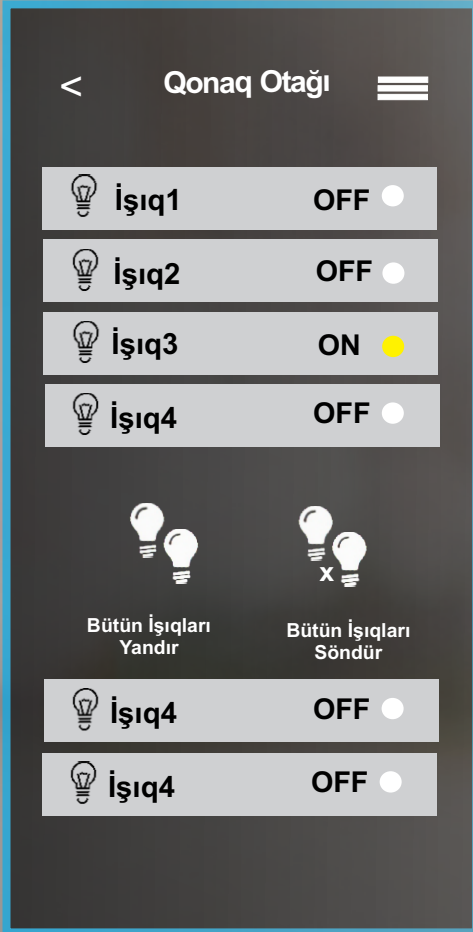 < Qonaq Otağı
İşıq1 OFF
İşıq2 OFF
İşıq3 ON
İşıq4 OFF
x
Bütün İşıqları
Yandır
Bütün İşıqları
Söndür
İşıq4 OFF
İşıq4 OFF